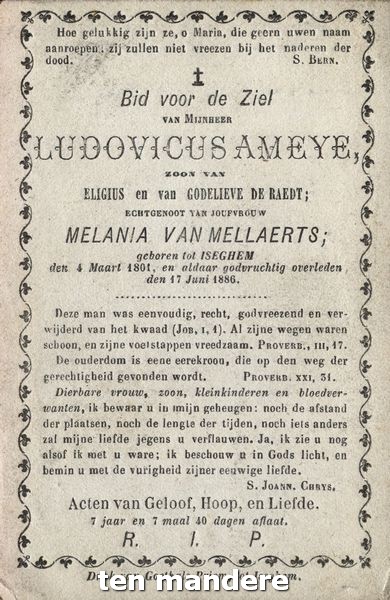 Hoe gelukkig zijn ze, o Maria, die geern uwen naam
aanroepen; zij zullen niet vreezen bij het naderen der
dood. S. Bern.
Bid voor de Ziel
VAN MIJNHEER
LUDOVICUS AMEYE,
ZOON VAN
ELIGIUS en van GODELIEVE DE RAEDT;
ECHTGENOOT VAN JOUFVROUW
MELANIA VAN MELLAERTS;
geboren tot ISEGHEM
den 4 Maart 1801, en aldaar godvruchtig overleden
den 17 Juni 1886.
Deze man was eenvoudig, recht, godvreezend en ver-
wijderd van het kwaad (Job, I, 1). Al zijne wegen waren
schoon, en zijne voetstappen vreedzaam. Proverb., III, 17.
De ouderdom is eene eerekroon, die op den weg der
gerechtigheid gevonden wordt. Proverb. XXI, 31.
Dierbare vrouw, zoon, kleinkinderen en bloedver-
wanten, ik bewaar u in mijn geheugen: noch de afstand
der plaatsen, noch de lengte der tijden, noch iets anders
zal mijne liefde jegens u verflauwen. Ja, ik zie u nog
alsof ik met u ware; ik beschouw u in Gods licht, en
bemin u met de vurigheid zijner eeuwige liefde.
S. Joann. Chrys.
Acten van Geloof, Hoop, en Liefde.
7 jaar en 7 maal 40 dagen aflaat.
R. I. P.
ten mandere